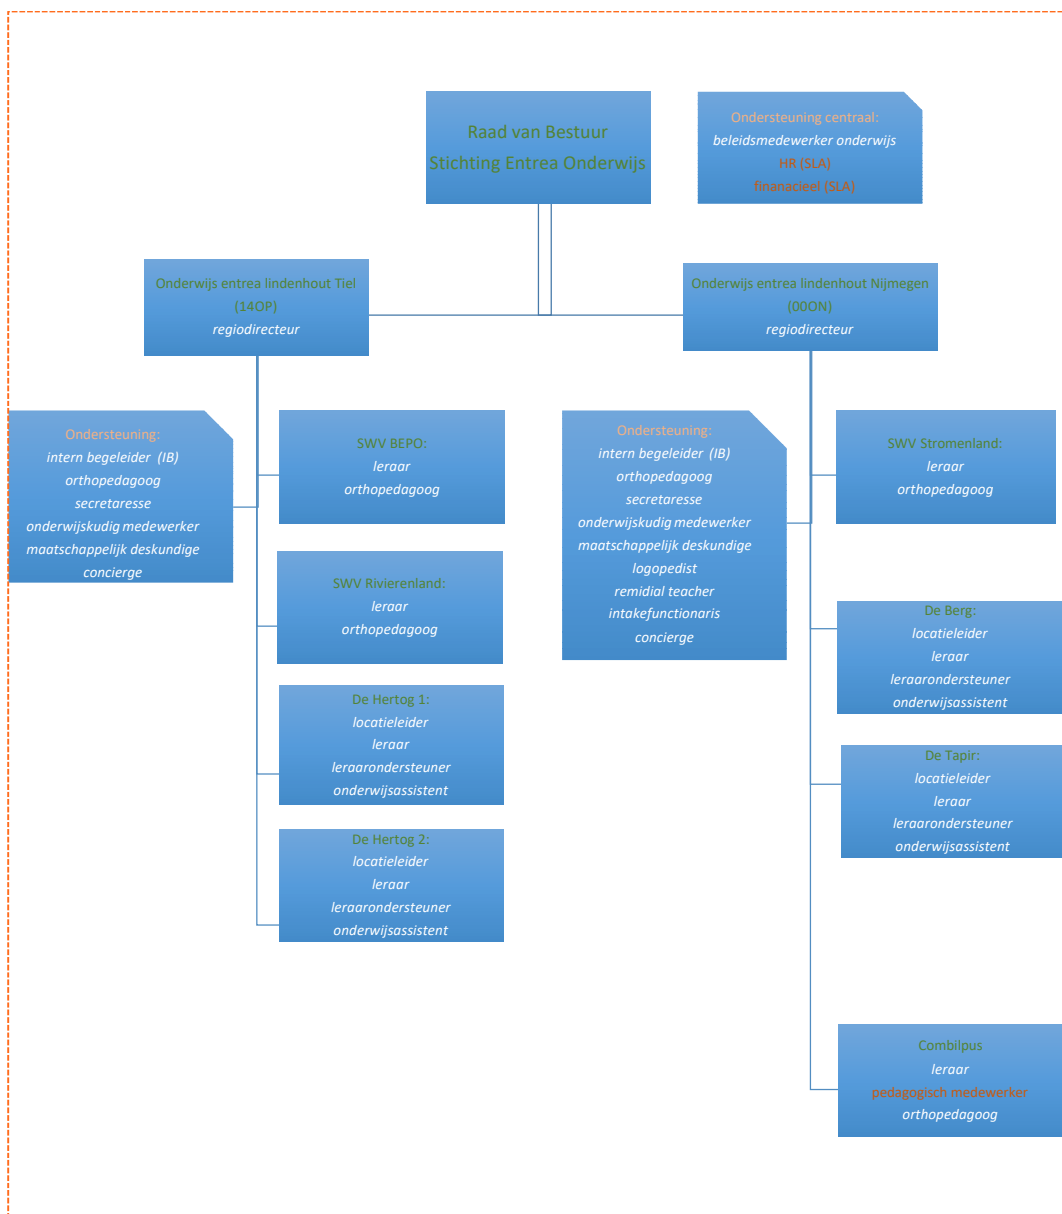 Raad van Bestuur
Stichting Entrea Onderwijs
Ondersteuning centraal:
beleidsmedewerker onderwijs
HR (SLA)
finanacieel (SLA)
Onderwijs entrea lindenhout Tiel
(14OP)
regiodirecteur
Onderwijs entrea lindenhout Nijmegen
(00ON)
regiodirecteur
Ondersteuning:
intern begeleider (IB)
orthopedagoog
secretaresse
onderwijskudig medewerker
maatschappelijk deskundige
concierge
SWV BEPO:
leraar
orthopedagoog
SWV Rivierenland:
leraar
orthopedagoog
De Hertog 1:
locatieleider
leraar
leraarondersteuner
onderwijsassistent
De Hertog 2:
locatieleider
leraar
leraarondersteuner
onderwijsassistent
Ondersteuning:
intern begeleider (IB)
orthopedagoog
secretaresse
onderwijskudig medewerker
maatschappelijk deskundige
logopedist
remidial teacher
intakefunctionaris
concierge
SWV Stromenland:
leraar
orthopedagoog
De Berg:
locatieleider
leraar
leraarondersteuner
onderwijsassistent
De Tapir:
locatieleider
leraar
leraarondersteuner
onderwijsassistent
Combilpus
leraar
pedagogisch medewerker
orthopedagoog